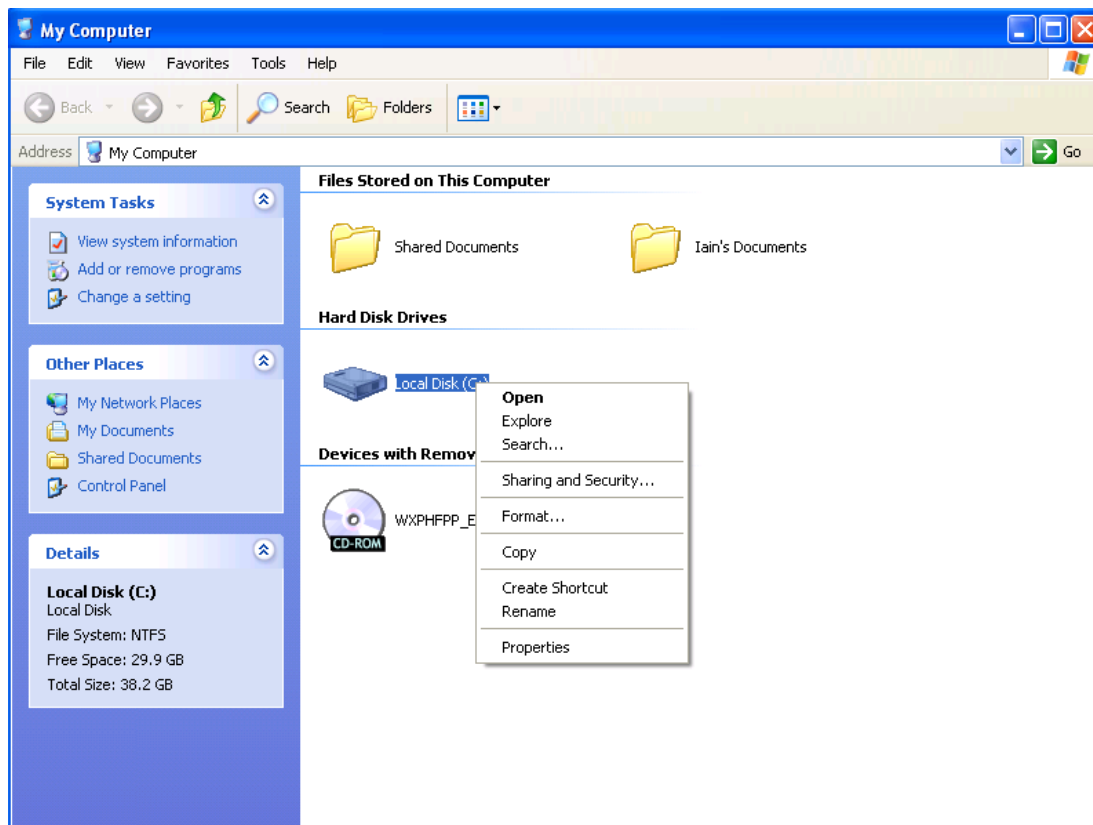 My Computer
File Edit View Favorites Tools Help
Back Search Folders
Address My Computer Go
System Tasks
View system information
Add or remove programs
Change a setting
Other Places
My Network Places
My Documents
Shared Documents
Control Panel
Details
Local Disk (C:)
Local Disk
File System: NTFS
Free Space: 29.9 GB
Total Size: 38.2 GB
Files Stored on This Computer
Shared Documents Iain's Documents
Hard Disk Drives
Local Disk (C:)
Devices with Remov
WXPHFPP_E
CD-ROM
Open
Explore
Search...
Sharing and Security...
Format...
Copy
Create Shortcut
Rename
Properties